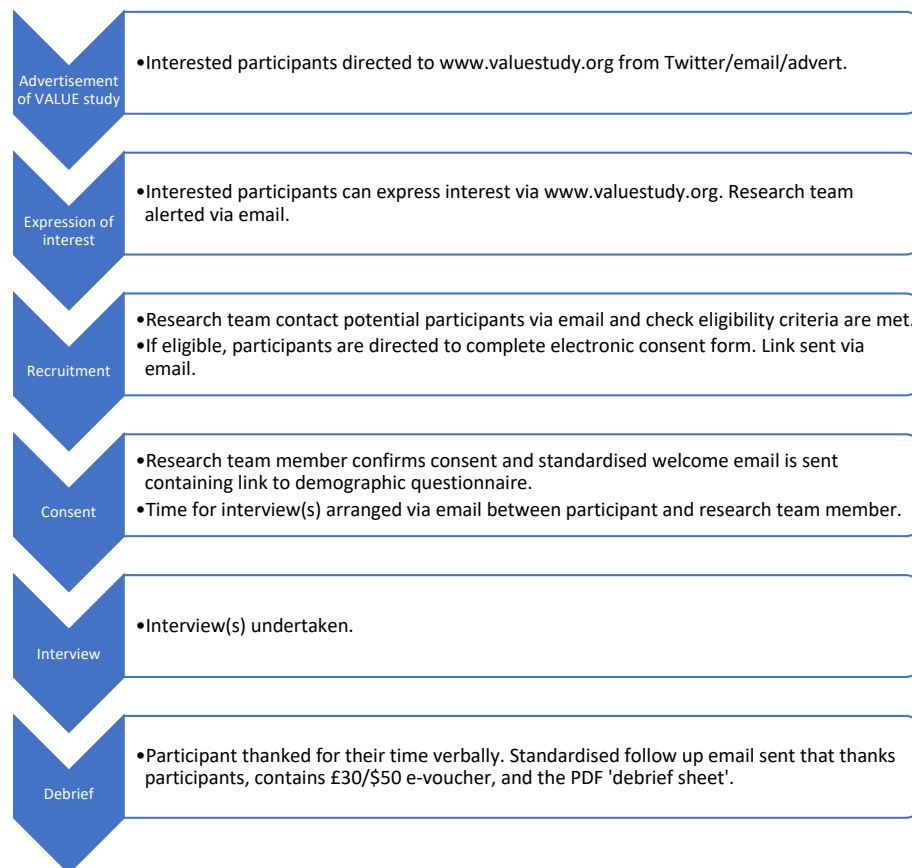 Advertisement
of VALUE study
•Interested participants directed to www.valuestudy.org from Twitter/email/advert.
Expression of
interest
•Interested participants can express interest via www.valuestudy.org. Research team
alerted via email.
Recruitment
•Research team contact potential participants via email and check eligibility criteria are met.
•If eligible, participants are directed to complete electronic consent form. Link sent via
email.
Consent
•Research team member confirms consent and standardised welcome email is sent
containing link to demographic questionnaire.
•Time for interview(s) arranged via email between participant and research team member.
Interview
•Interview(s) undertaken.
Debrief
•Participant thanked for their time verbally. Standardised follow up email sent that thanks
participants, contains £30/$50 e-voucher, and the PDF 'debrief sheet'.